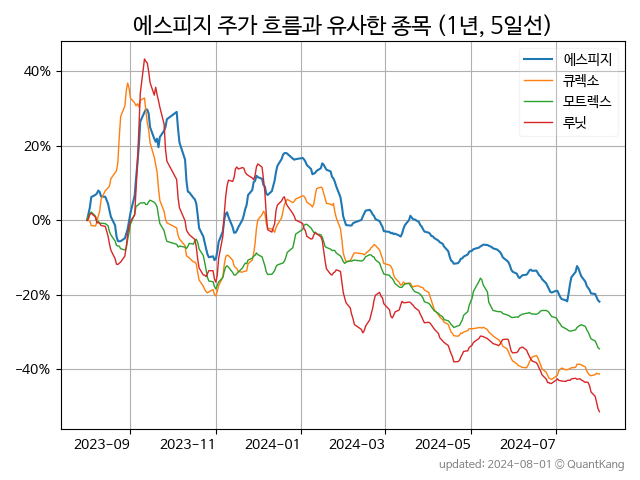 에스피지 주가 흐름과 유사한 종목 (1년, 5일선)
에스피지
큐렉소
모트렉스
루닛
40%
20%
0%
−20%
−40%
2023-09 2023-11 2024-01 2024-03 2024-05 2024-07
updated: 2024-08-01 © QuantKang